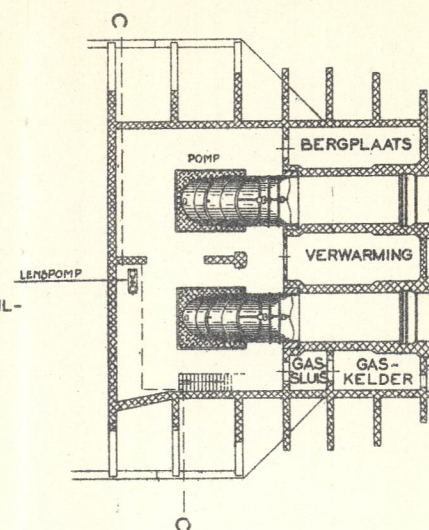 C
BERGPLAATS
POMP
VERWARMING
LENSPOMP
IL-
GAS
SLUIS
GAS-
KELDER
C